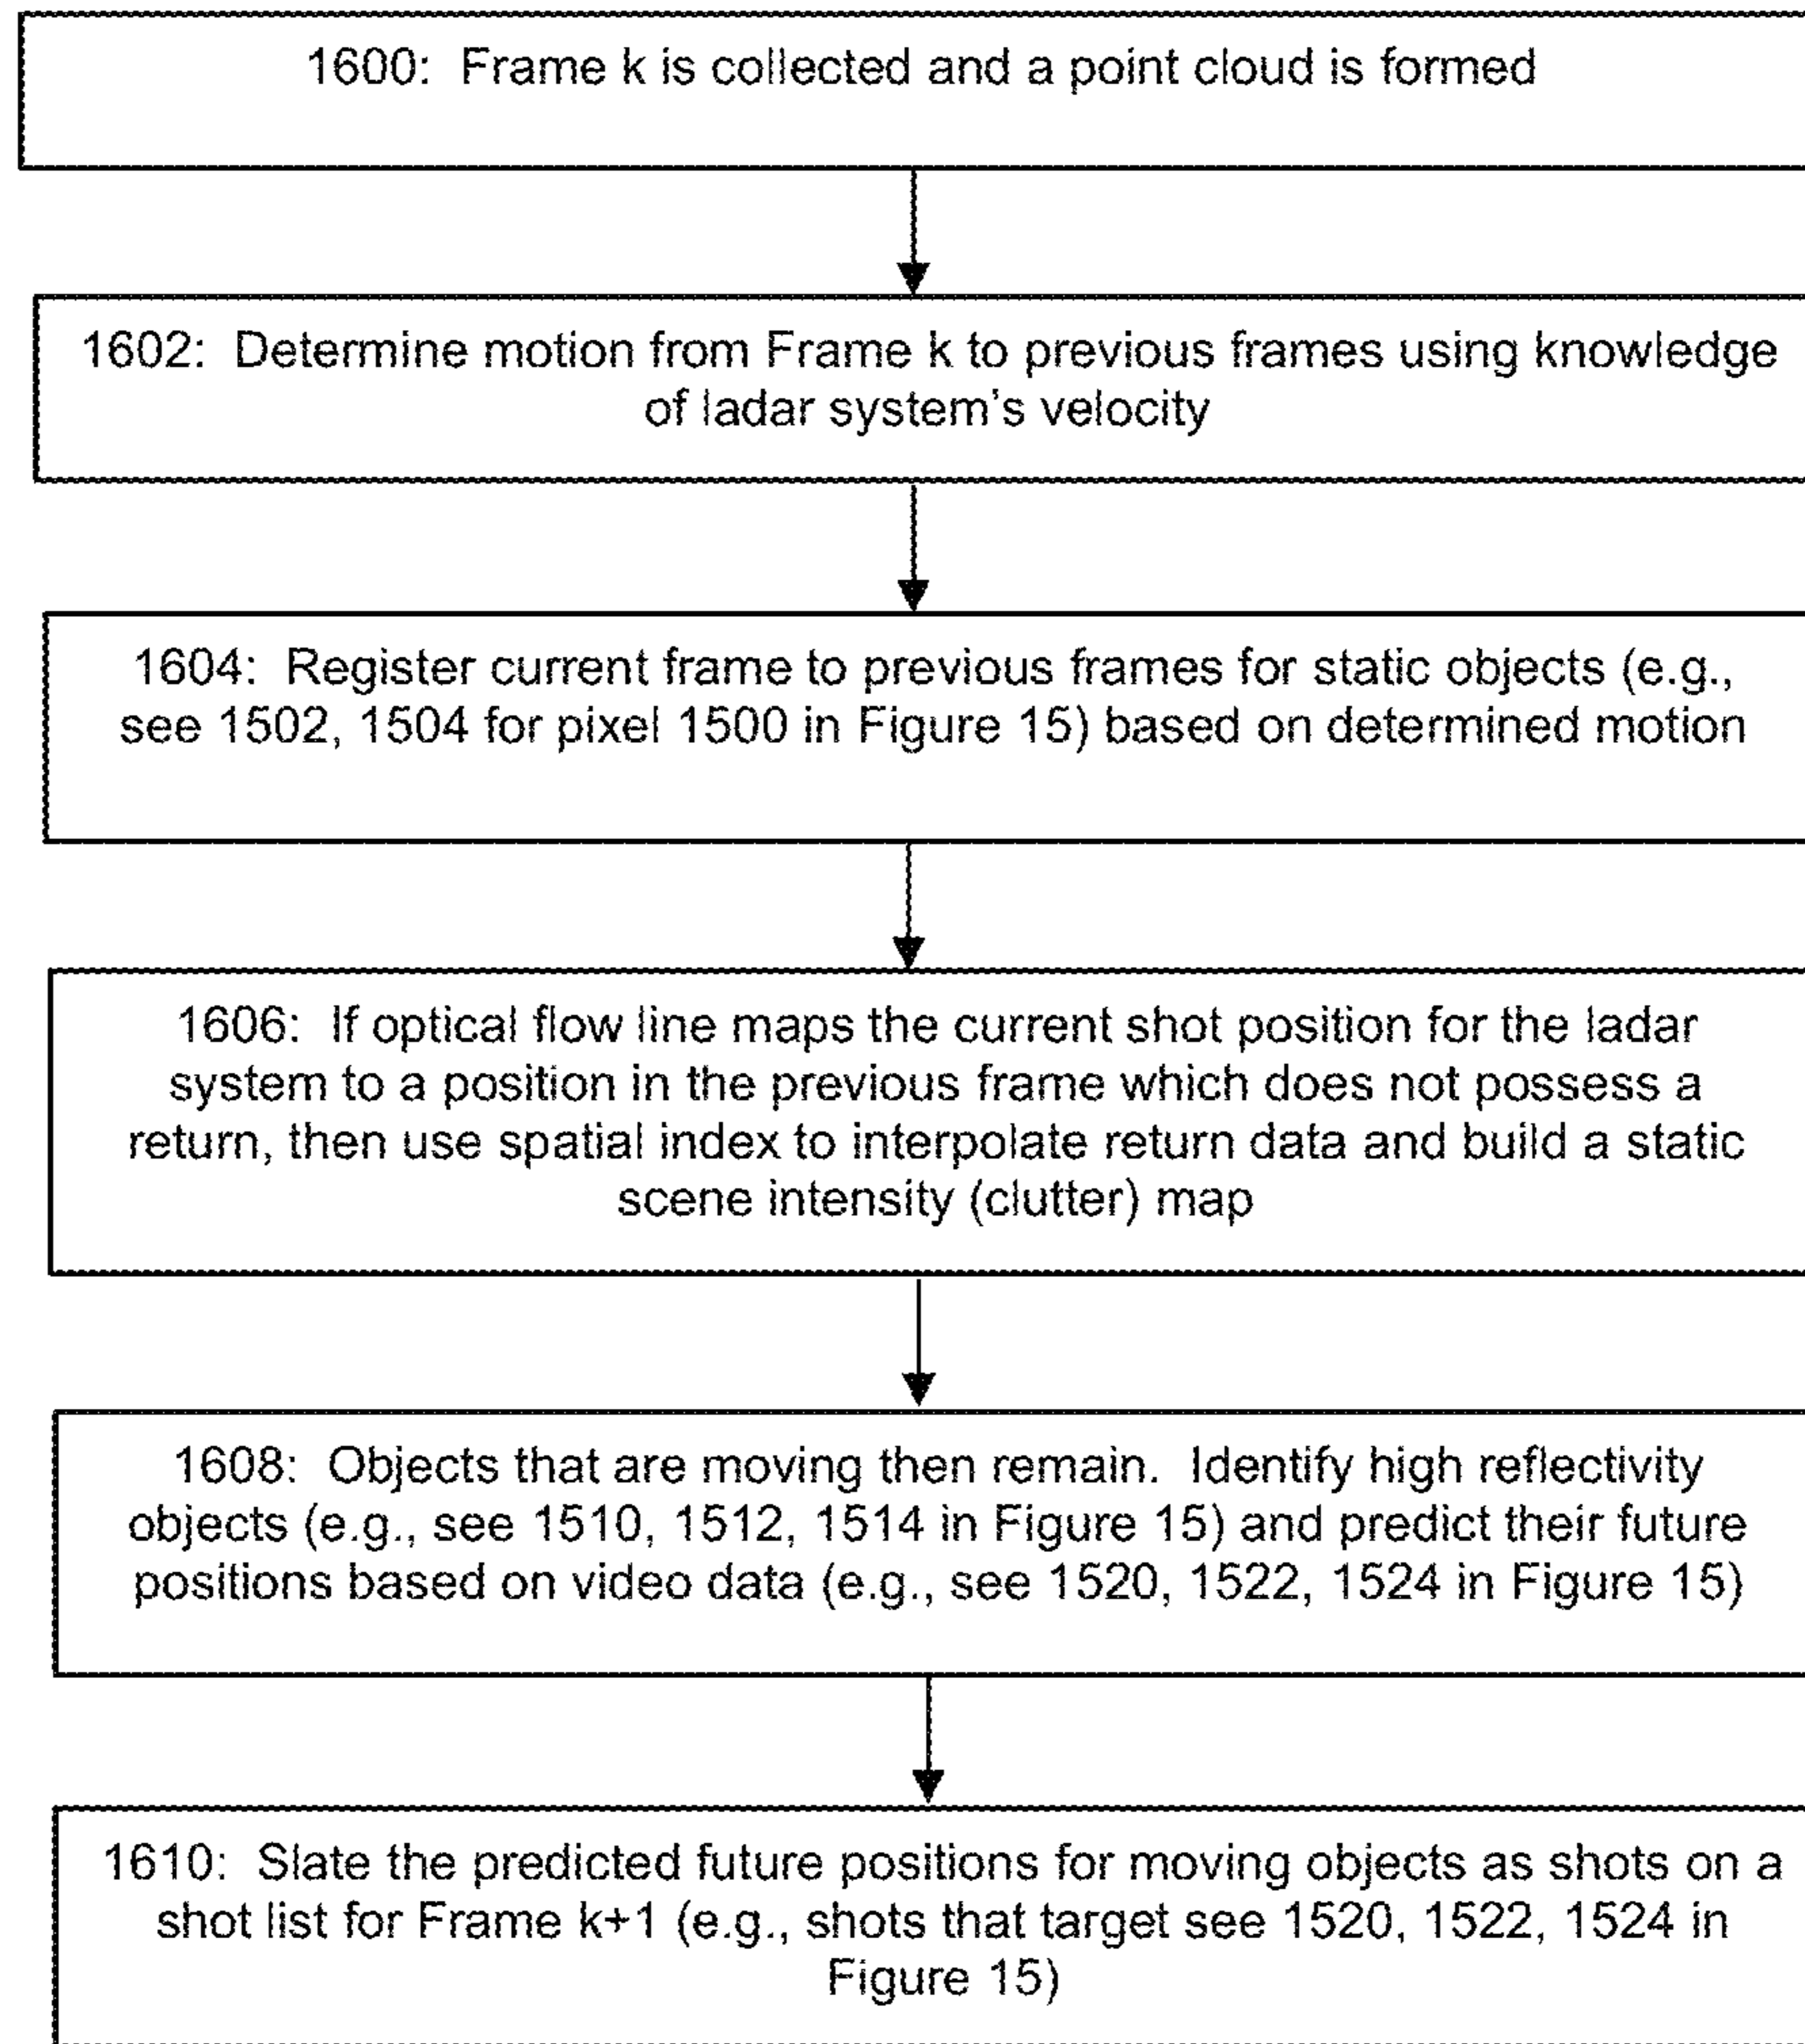 1600: Frame k is collected and a point cloud is formed
1602: Determine motion from Frame k to previous frames using knowledge
of ladar system's velocity
1604: Register current frame to previous frames for static objects (e.g.,
see 1502, 1504 for pixel 1500 in Figure 15) based on determined motion
1606: If optical flow line maps the current shot position for the ladar
system to a position in the previous frame which does not possess a
return, then use spatial index to interpolate return data and build a static
scene intensity (clutter) map
1608: Objects that are moving then remain. Identify high reflectivity
objects (e.g., see 1510, 1512, 1514 in Figure 15) and predict their future
positions based on video data (e.g., see 1520, 1522, 1524 in Figure 15)
1610: Slate the predicted future positions for moving objects as shots on a
shot list for Frame k+1 (e.g., shots that target see 1520, 1522, 1524 in
Figure 15)